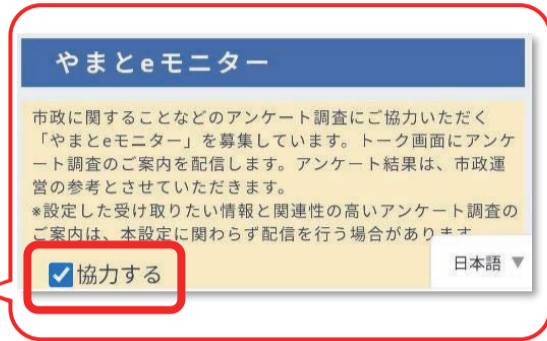 やまとeモニター
市政に関することなどのアンケート調査にご協力いただく
「やまとeモニター」を募集しています。トーク画面にアンケ
ート調査のご案内を配信します。アンケート結果は、市政運
営の参考とさせていただきます。
*設定した受け取りたい情報と関連性の高いアンケート調査の
ご案内は、本設定に関わらず配信を行う場合があります
協力する
日本語 ▼